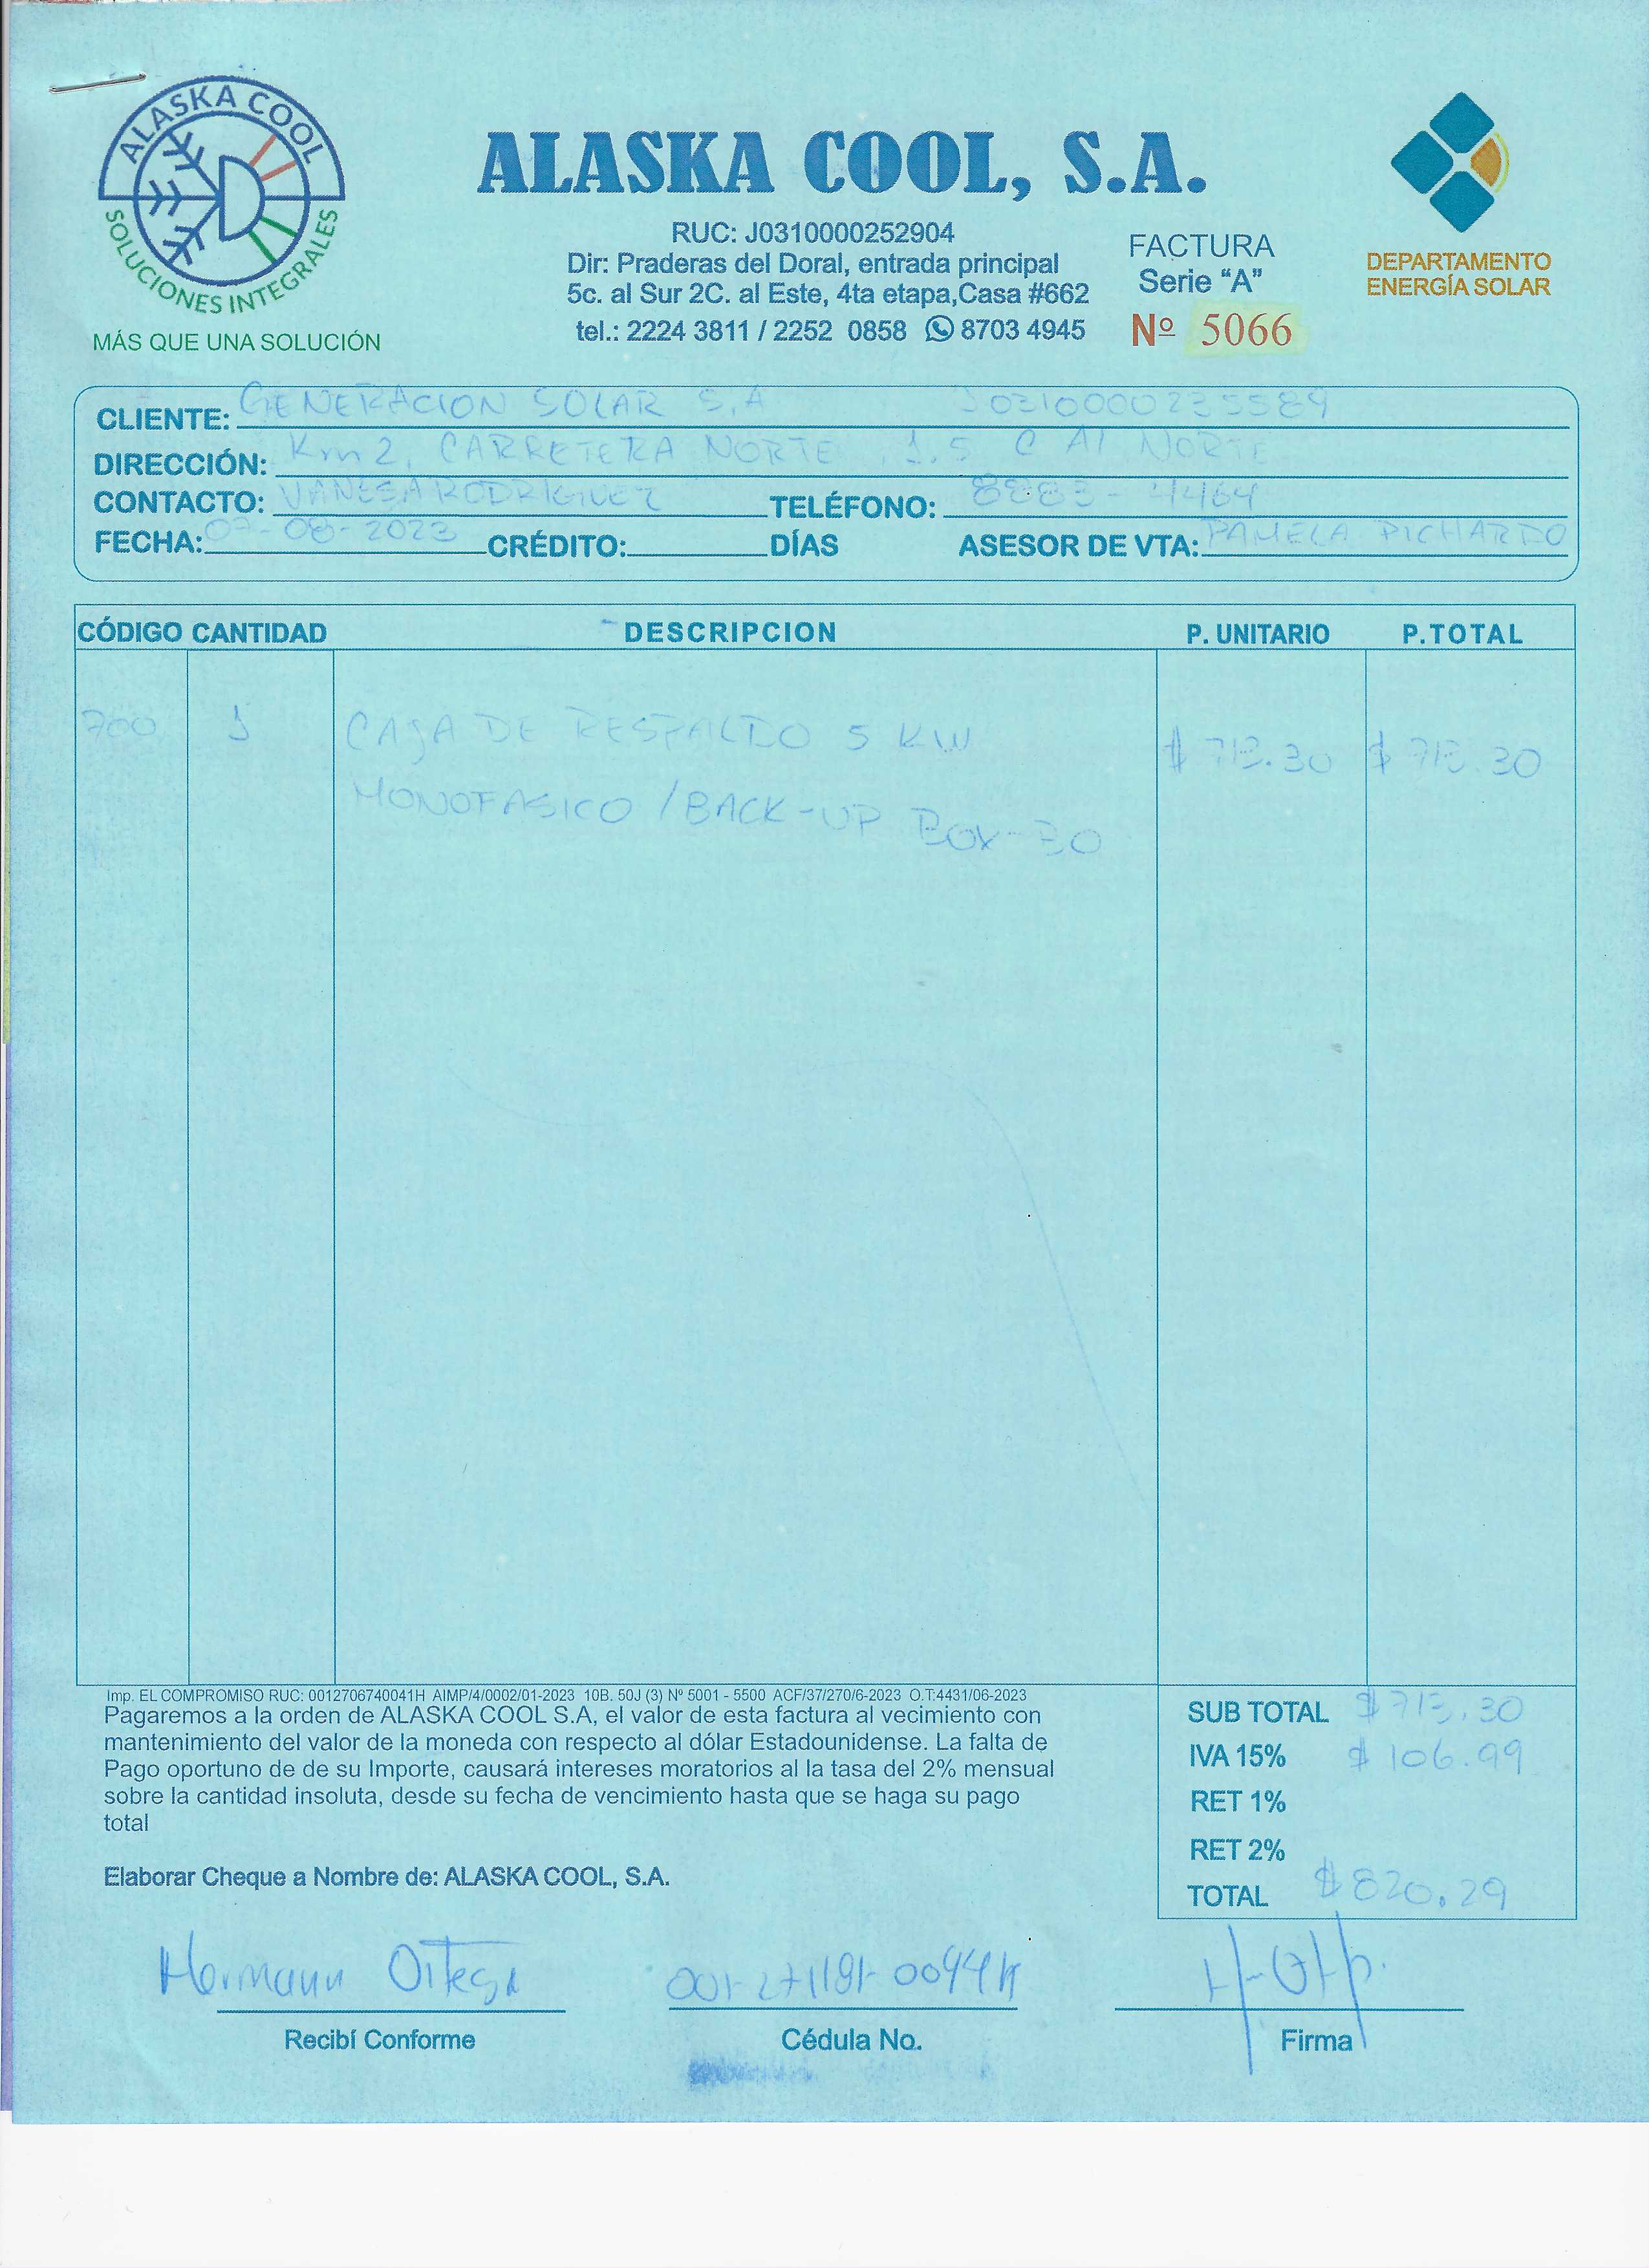 ALASKA COOL
SOLUCIONES INTEGRALES
MÁS QUE UNA SOLUCIÓN
ALASKA COOL, S.A.
RUC: J0310000252904
Dir: Praderas del Doral, entrada principal
5c. al Sur 2C. al Este, 4ta etapa,Casa #662
tel.: 2224 3811 / 2252 0858 8703 4945
FACTURA
Serie "A"
Nº 5066
DEPARTAMENTO
ENERGÍA SOLAR
CLIENTE: GENERACION SOLAR S.A J0310000235589
DIRECCIÓN: Km 2, CARRETERA NORTE, 1.5 C Al NORTE
CONTACTO: VANESA RODRIGUEZ TELÉFONO: 8883-4464
FECHA: 07-08-2023 CRÉDITO: DÍAS ASESOR DE VTA: PAMELA PICHARDO
CÓDIGO CANTIDAD DESCRIPCION P. UNITARIO P.TOTAL
700 1 CAJA DE RESPALDO 5 KW $ 713.30 $ 713.30
MONOFASICO / BACK-UP BOX-
Imp. EL COMPROMISO RUC: 0012706740041H AIMP/4/0002/01-2023 10B. 50J (3) Nº 5001 - 5500 ACF/37/270/6-2023 O.T:4431/06-2023
Pagaremos a la orden de ALASKA COOL S.A, el valor de esta factura al vecimiento con
mantenimiento del valor de la moneda con respecto al dólar Estadounidense. La falta de
Pago oportuno de de su Importe, causará intereses moratorios al la tasa del 2% mensual
sobre la cantidad insoluta, desde su fecha de vencimiento hasta que se haga su pago
total
Elaborar Cheque a Nombre de: ALASKA COOL, S.A.
SUB TOTAL $ 713.30
IVA 15% $ 106.99
RET 1%
RET 2%
TOTAL $ 820.29
Hermann Ortega
Recibí Conforme
Cédula No.
Firma